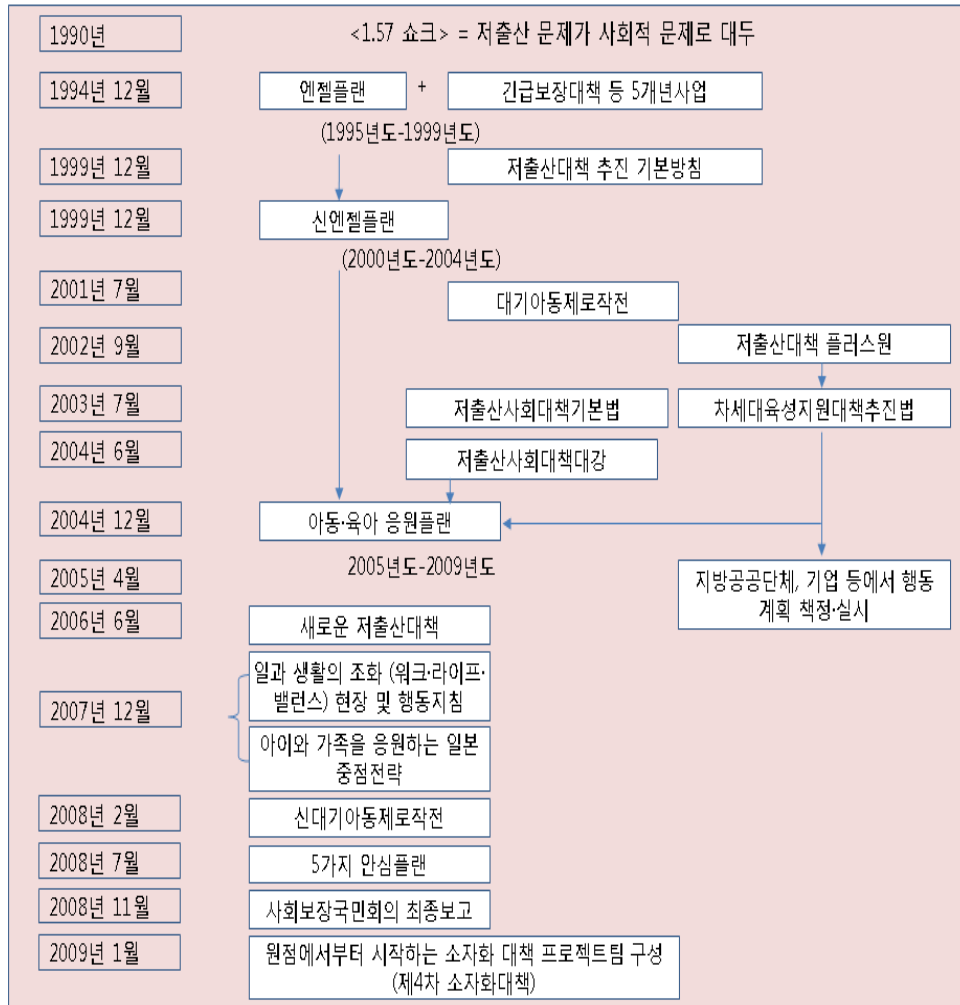 1990년
<1.57 쇼크> = 저출산 문제가 사회적 문제로 대두
1994년 12월
엔젤플랜
+
긴급보장대책 등 5개년사업
(1995년도-1999년도)
1999년 12월
저출산대책 추진 기본방침
1999년 12월
신엔젤플랜
(2000년도-2004년도)
2001년 7월
대기아동제로작전
2002년 9월
저출산대책 플러스원
2003년 7월
저출산사회대책기본법
차세대육성지원대책추진법
2004년 6월
저출산사회대책대강
2004년 12월
아동·육아 응원플랜
2005년도-2009년도
2005년 4월
지방공공단체, 기업 등에서 행동
계획 책정·실시
2006년 6월
새로운 저출산대책
2007년 12월
일과 생활의 조화 (워크·라이프·
밸런스) 현장 및 행동지침
아이와 가족을 응원하는 일본
중점전략
2008년 2월
신대기아동제로작전
2008년 7월
5가지 안심플랜
2008년 11월
사회보장국민회의 최종보고
2009년 1월
원점에서부터 시작하는 소자화 대책 프로젝트팀 구성
(제4차 소자화대책)